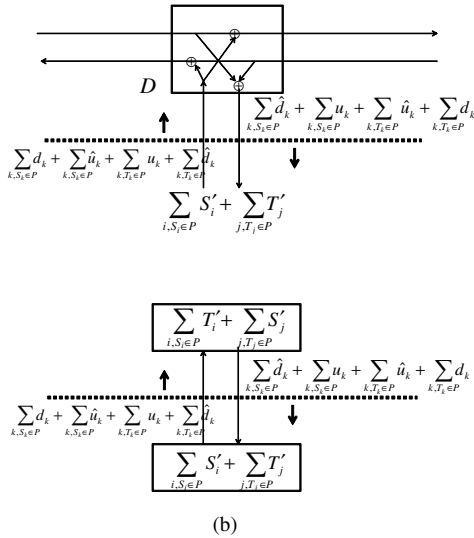 D
∑_{k,S_k∈P} d̂_k + ∑_{k,S_k∈P} u_k + ∑_{k,T_k∈P} û_k + ∑_{k,T_k∈P} d_k
∑_{k,S_k∈P} d_k + ∑_{k,S_k∈P} û_k + ∑_{k,T_k∈P} u_k + ∑_{k,T_k∈P} d̂_k
∑_{i,S_i∈P} S′_i + ∑_{j,T_j∈P} T′_j
∑_{i,S_i∈P} T′_i + ∑_{j,T_j∈P} S′_j
∑_{k,S_k∈P} d̂_k + ∑_{k,S_k∈P} u_k + ∑_{k,T_k∈P} û_k + ∑_{k,T_k∈P} d_k
∑_{k,S_k∈P} d_k + ∑_{k,S_k∈P} û_k + ∑_{k,T_k∈P} u_k + ∑_{k,T_k∈P} d̂_k
∑_{i,S_i∈P} S′_i + ∑_{j,T_j∈P} T′_j
(b)